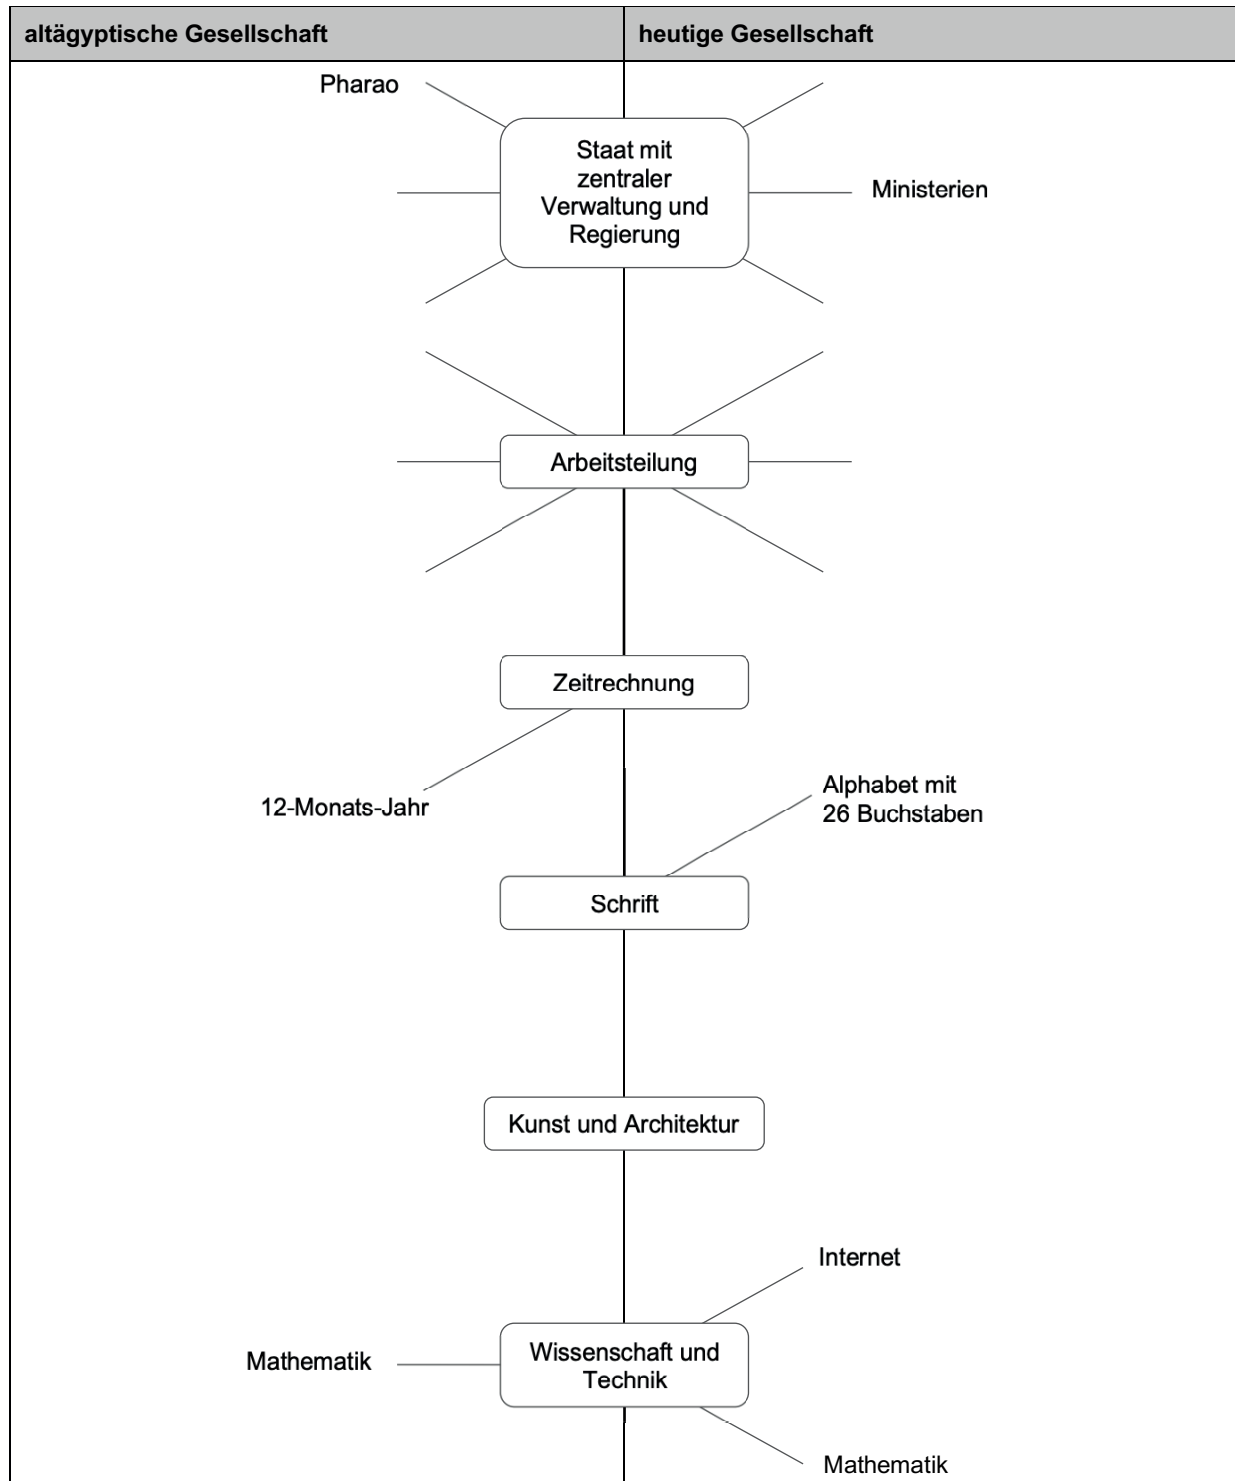 altägyptische Gesellschaft
heutige Gesellschaft
Pharao
Staat mit
zentraler
Verwaltung und
Regierung
Ministerien
Arbeitsteilung
Zeitrechnung
12-Monats-Jahr
Alphabet mit
26 Buchstaben
Schrift
Kunst und Architektur
Internet
Wissenschaft und
Technik
Mathematik
Mathematik